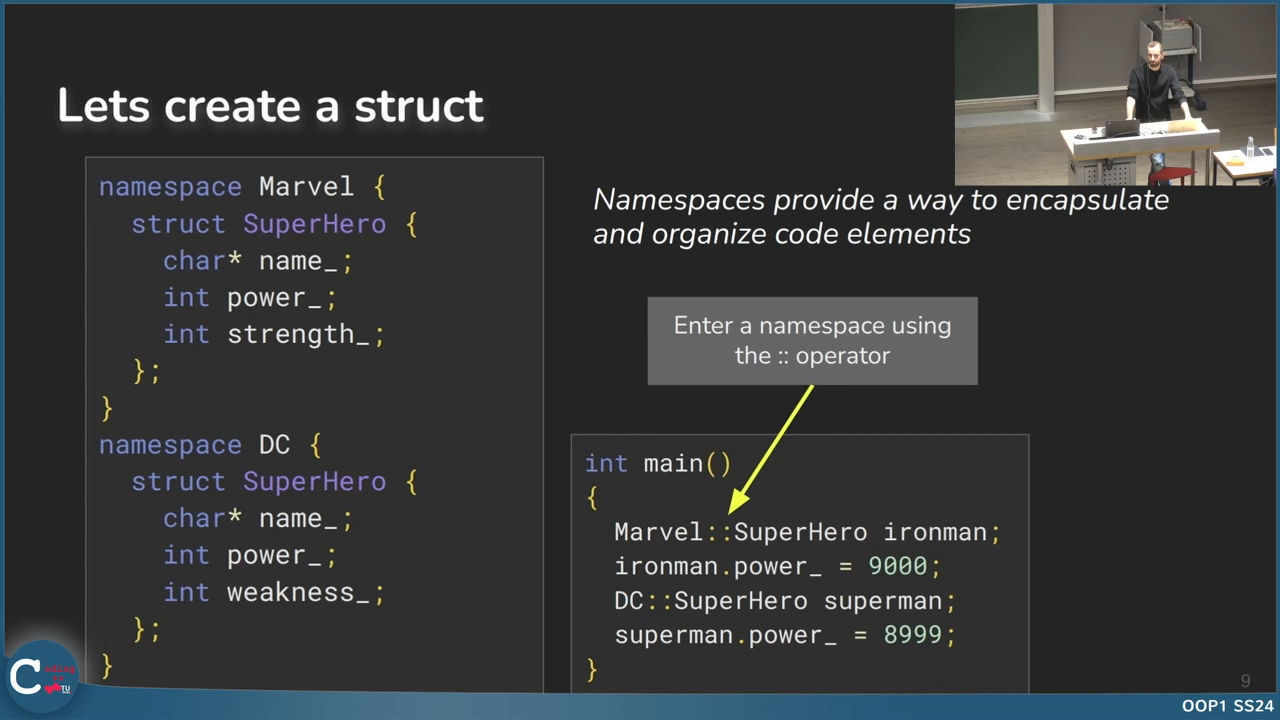 Lets create a struct
namespace Marvel {
struct SuperHero {
char* name_;
int power_;
int strength_;
};
}
namespace DC {
struct SuperHero {
char* name_;
int power_;
int weakness_;
};
}
Namespaces provide a way to encapsulate
and organize code elements
Enter a namespace using
the :: operator
int main()
{
Marvel::SuperHero ironman;
ironman.power_ = 9000;
DC::SuperHero superman;
superman.power_ = 8999;
}
9
C
TU
OOP1 SS24